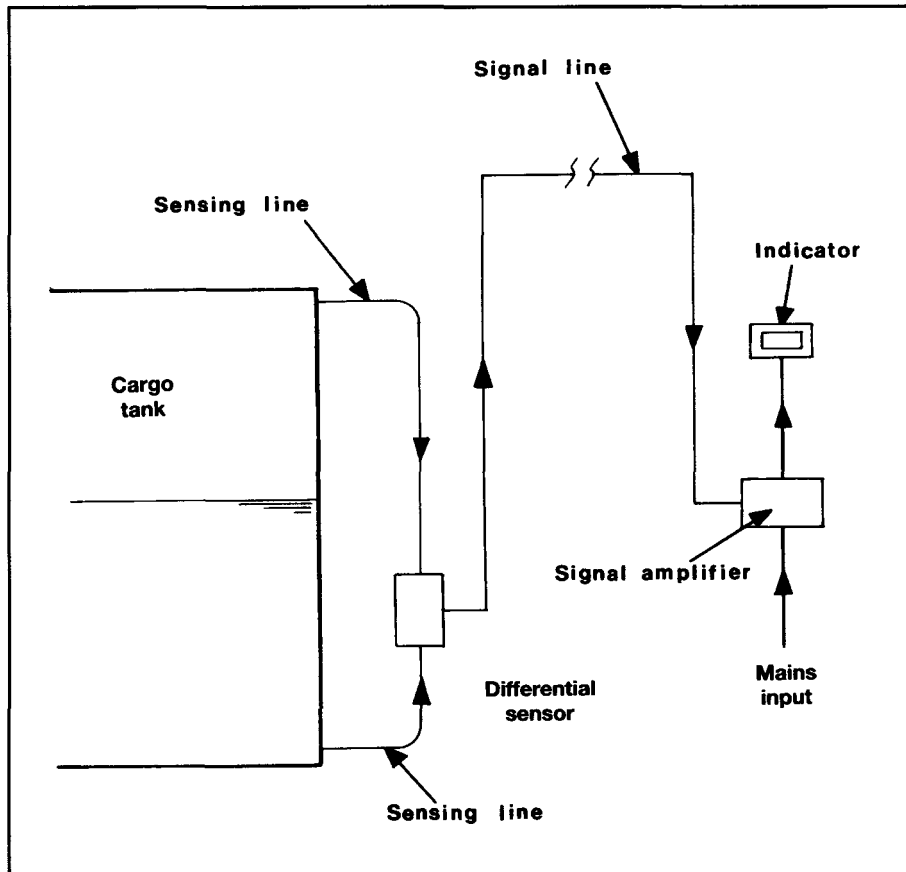 Signal line
Sensing line
Indicator
Cargo
tank
Signal amplifier
Differential
sensor
Mains
input
Sensing line